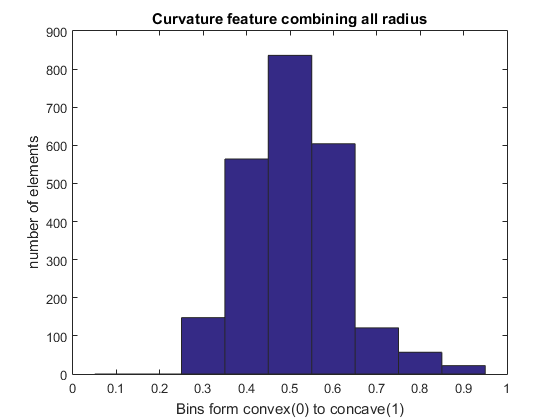 Curvature feature combining all radius
900
800
700
600
500
400
300
200
100
0
number of elements
0 0.1 0.2 0.3 0.4 0.5 0.6 0.7 0.8 0.9 1
Bins form convex(0) to concave(1)